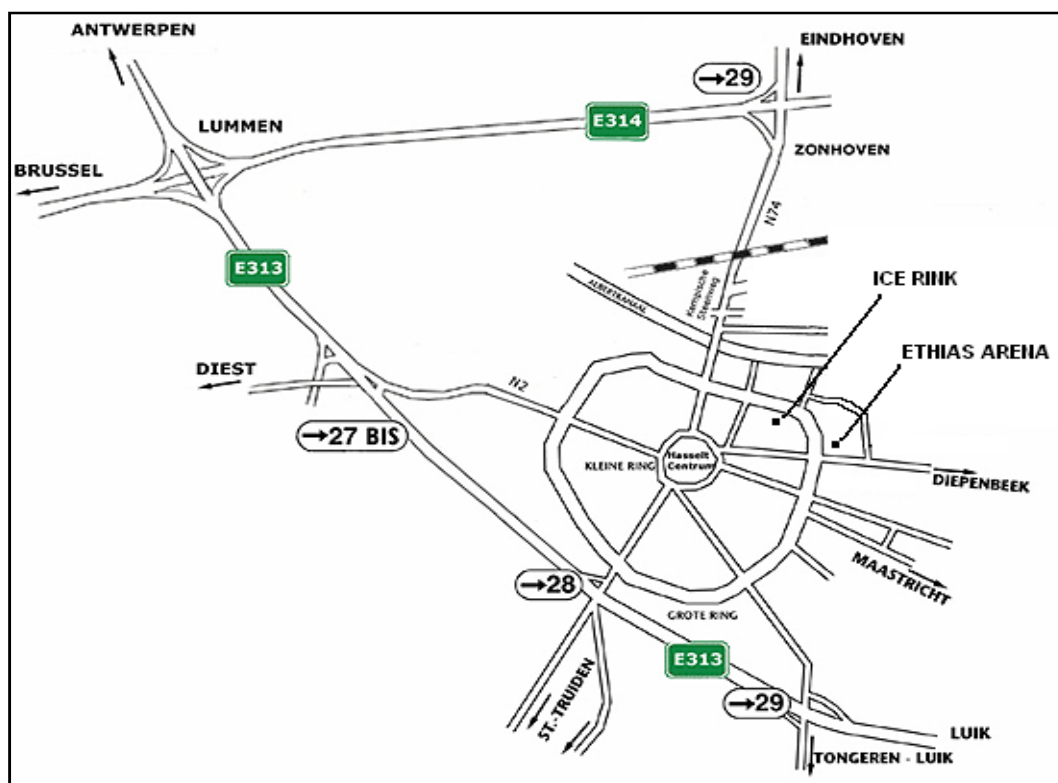 ANTWERPEN
EINDHOVEN
→29
E314
LUMMEN
ZONHOVEN
BRUSSEL
N74
E313
ICE RINK
ALBERTKANAAL
Kempische
Steenweg
ETHIAS ARENA
DIEST
N2
→27 BIS
KLEINE RING
Hasselt
Centrum
DIEPENBEEK
MAASTRICHT
→28
GROTE RING
E313
ST.-TRUIDEN
→29
LUIK
TONGEREN - LUIK